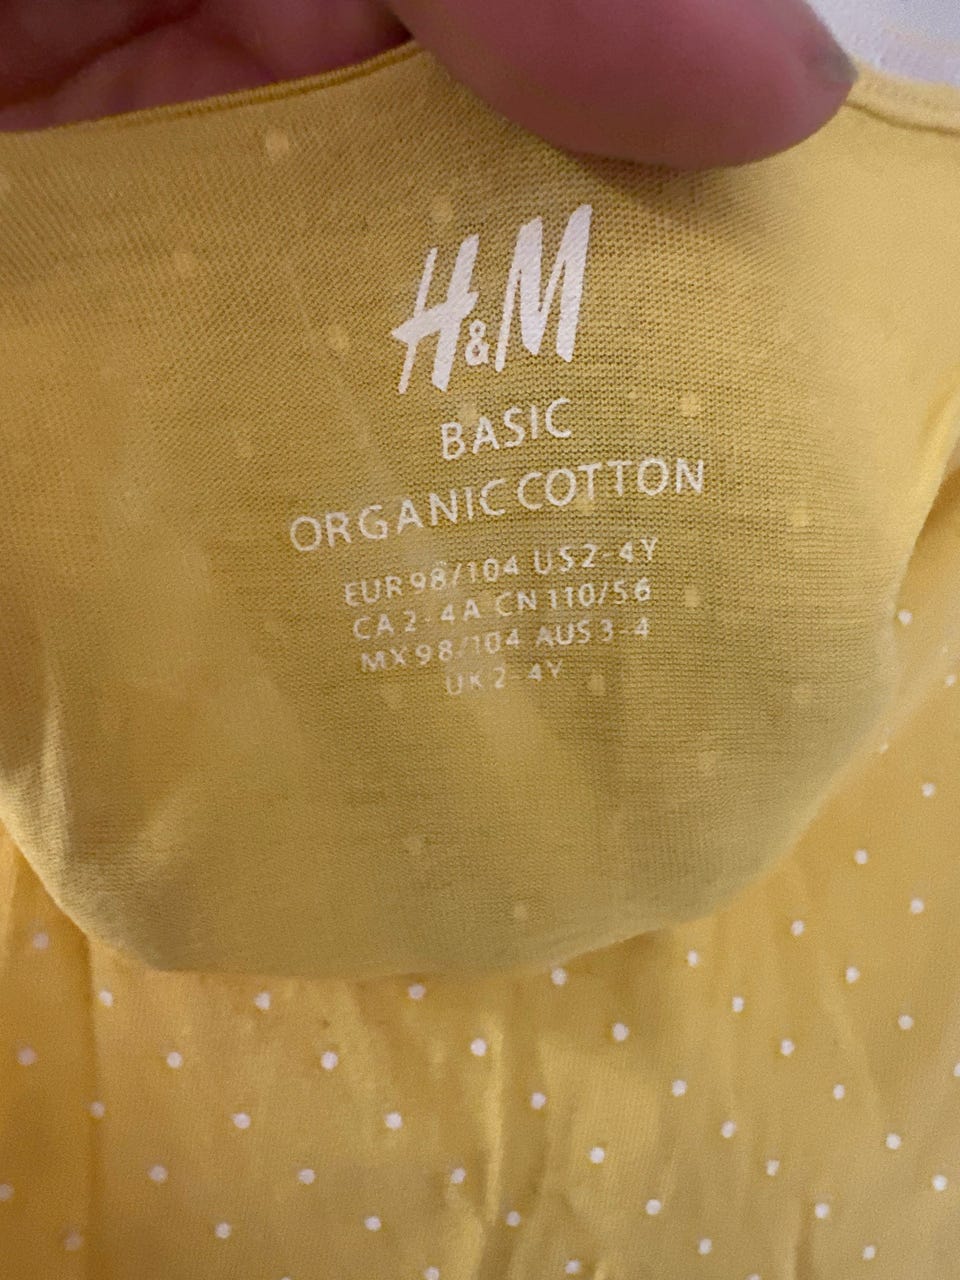 H&M
BASIC
ORGANIC COTTON
EUR 98/104 US 2-4Y
CA 2-4A CN 110/56
MX 98/104 AUS 3-4
UK 2-4Y